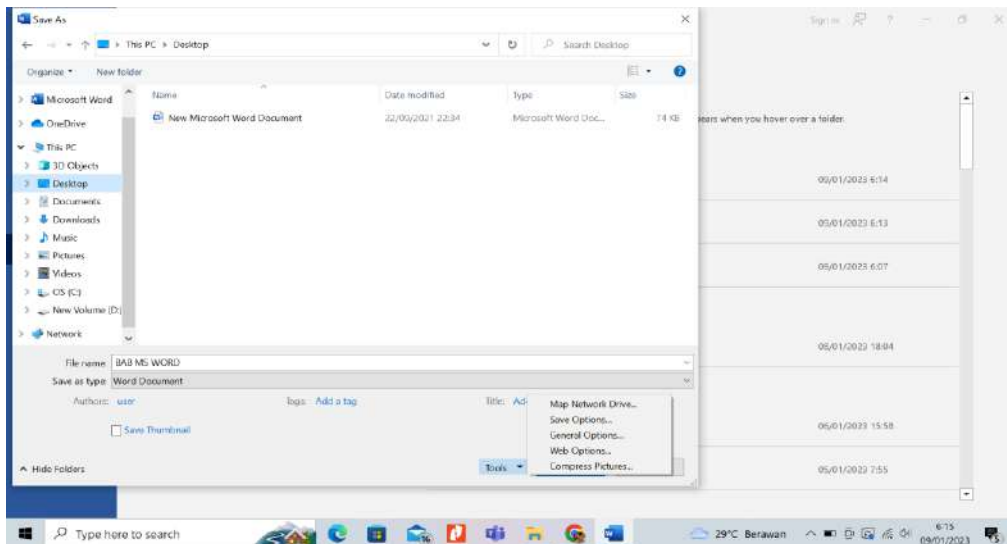 Save As
Sign in
This PC > Desktop
Search Desktop
Organize
New folder
Name
Date modified
Type
Size
Microsoft Word
OneDrive
This PC
3D Objects
Desktop
Documents
Downloads
Music
Pictures
Videos
OS (C:)
New Volume (D:)
Network
New Microsoft Word Document
22/09/2021 22:34
Microsoft Word Doc...
74 KB
when you hover over a folder.
09/01/2023 6:14
09/01/2023 6:13
09/01/2023 6:07
06/01/2023 18:04
06/01/2023 15:58
05/01/2023 7:55
File name: BAB MS WORD
Save as type: Word Document
Authors: user
Tags: Add a tag
Title:
Save Thumbnail
Map Network Drive...
Save Options...
General Options...
Web Options...
Compress Pictures...
Hide Folders
Tools
Type here to search
29°C Berawan
6:15
09/01/2023